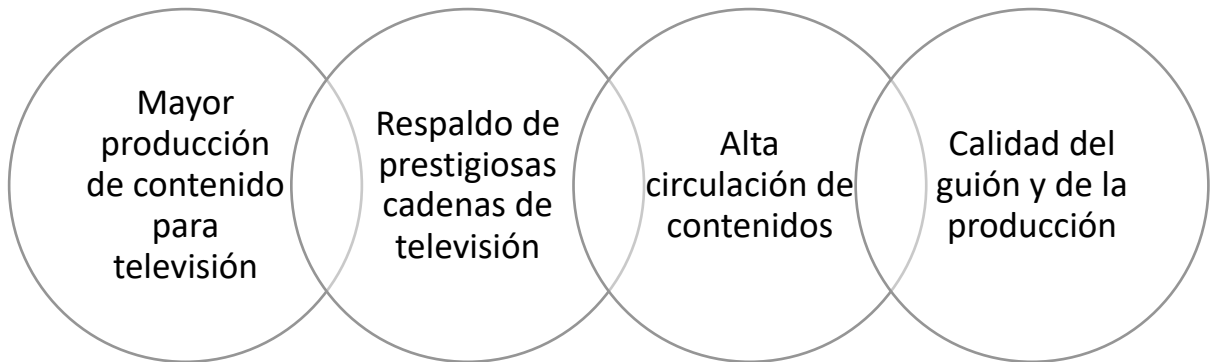 Mayor
producción
de contenido
para
televisión
Respaldo de
prestigiosas
cadenas de
televisión
Alta
circulación de
contenidos
Calidad del
guión y de la
producción